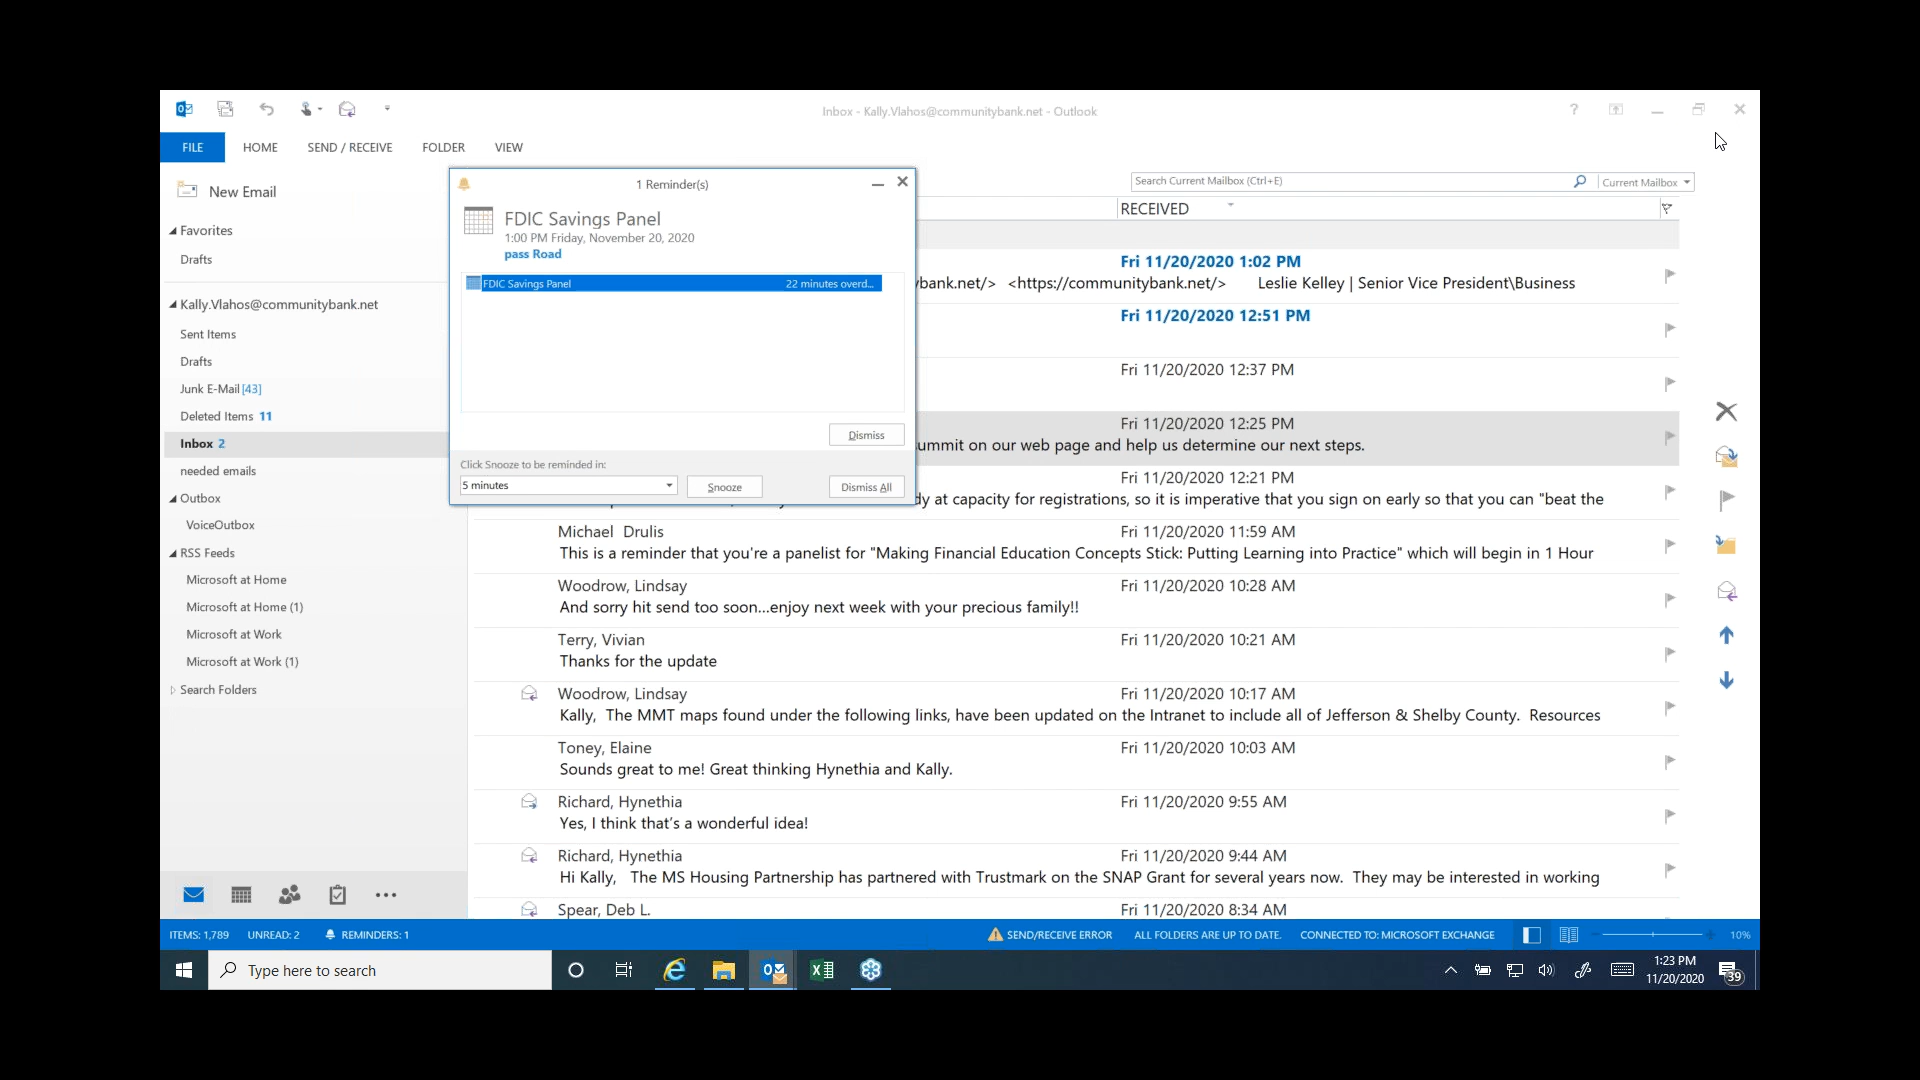 Inbox - Kally.Vlahos@communitybank.net - Outlook
FILE HOME SEND / RECEIVE FOLDER VIEW
New Email
Favorites
Drafts
Kally.Vlahos@communitybank.net
Sent Items
Drafts
Junk E-Mail [43]
Deleted Items 11
Inbox 2
needed emails
Outbox
VoiceOutbox
RSS Feeds
Microsoft at Home
Microsoft at Home (1)
Microsoft at Work
Microsoft at Work (1)
Search Folders
1 Reminder(s)
FDIC Savings Panel
1:00 PM Friday, November 20, 2020
pass Road
FDIC Savings Panel 22 minutes overd...
Dismiss
Click Snooze to be reminded in:
5 minutes Snooze Dismiss All
Search Current Mailbox (Ctrl+E) Current Mailbox
RECEIVED
Fri 11/20/2020 1:02 PM
bank.net/> <https://communitybank.net/> Leslie Kelley | Senior Vice President\Business
Fri 11/20/2020 12:51 PM
Fri 11/20/2020 12:37 PM
Fri 11/20/2020 12:25 PM
ummit on our web page and help us determine our next steps.
Fri 11/20/2020 12:21 PM
dy at capacity for registrations, so it is imperative that you sign on early so that you can "beat the
Michael Drulis Fri 11/20/2020 11:59 AM
This is a reminder that you're a panelist for "Making Financial Education Concepts Stick: Putting Learning into Practice" which will begin in 1 Hour
Woodrow, Lindsay Fri 11/20/2020 10:28 AM
And sorry hit send too soon...enjoy next week with your precious family!!
Terry, Vivian Fri 11/20/2020 10:21 AM
Thanks for the update
Woodrow, Lindsay Fri 11/20/2020 10:17 AM
Kally, The MMT maps found under the following links, have been updated on the Intranet to include all of Jefferson & Shelby County. Resources
Toney, Elaine Fri 11/20/2020 10:03 AM
Sounds great to me! Great thinking Hynethia and Kally.
Richard, Hynethia Fri 11/20/2020 9:55 AM
Yes, I think that's a wonderful idea!
Richard, Hynethia Fri 11/20/2020 9:44 AM
Hi Kally, The MS Housing Partnership has partnered with Trustmark on the SNAP Grant for several years now. They may be interested in working
Spear, Deb L. Fri 11/20/2020 8:34 AM
ITEMS: 1,789 UNREAD: 2 REMINDERS: 1 SEND/RECEIVE ERROR ALL FOLDERS ARE UP TO DATE. CONNECTED TO: MICROSOFT EXCHANGE 10%
Type here to search
1:23 PM
11/20/2020
39